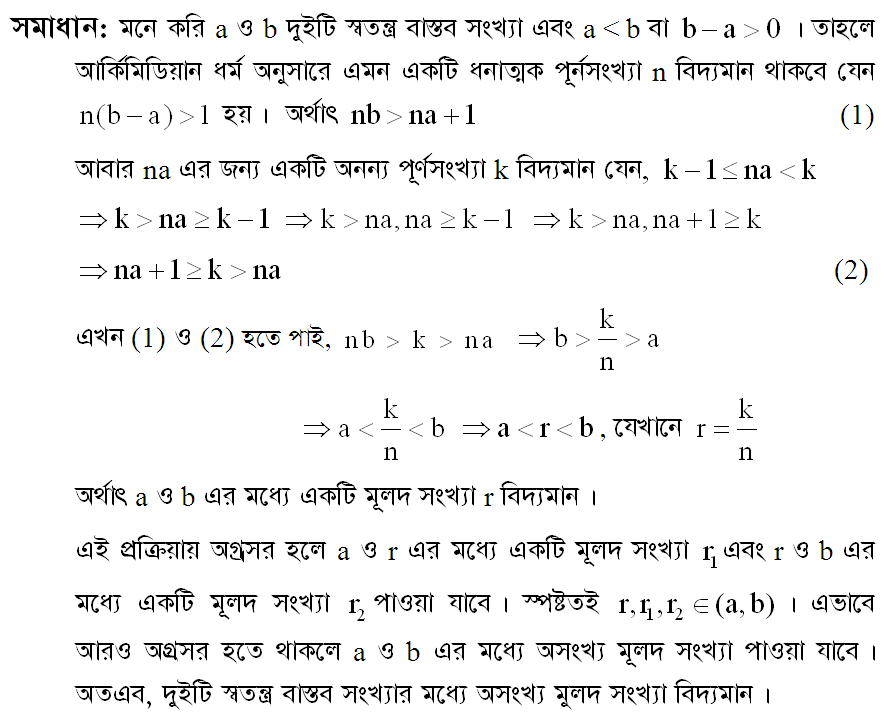 সমাধান: মনে করি a ও b দুইটি স্বতন্ত্র বাস্তব সংখ্যা এবং a < b বা b – a > 0 । তাহলে
আর্কিমিডিয়ান ধর্ম অনুসারে এমন একটি ধনাত্মক পূর্নসংখ্যা n বিদ্যমান থাকবে যেন
n(b – a) > 1 হয়। অর্থাৎ nb > na + 1 (1)
আবার na এর জন্য একটি অনন্য পূর্ণসংখ্যা k বিদ্যমান যেন, k – 1 ≤ na < k
⇒ k > na ≥ k – 1 ⇒ k > na, na ≥ k – 1 ⇒ k > na, na + 1 ≥ k
⇒ na + 1 ≥ k > na (2)
এখন (1) ও (2) হতে পাই, nb > k > na ⇒ b > k/n > a
⇒ a < k/n < b ⇒ a < r < b , যেখানে r = k/n
অর্থাৎ a ও b এর মধ্যে একটি মূলদ সংখ্যা r বিদ্যমান ।
এই প্রক্রিয়ায় অগ্রসর হলে a ও r এর মধ্যে একটি মূলদ সংখ্যা r₁ এবং r ও b এর
মধ্যে একটি মূলদ সংখ্যা r₂ পাওয়া যাবে । স্পষ্টতই r, r₁, r₂ ∈ (a, b) । এভাবে
আরও অগ্রসর হতে থাকলে a ও b এর মধ্যে অসংখ্য মূলদ সংখ্যা পাওয়া যাবে ।
অতএব, দুইটি স্বতন্ত্র বাস্তব সংখ্যার মধ্যে অসংখ্য মুলদ সংখ্যা বিদ্যমান ।